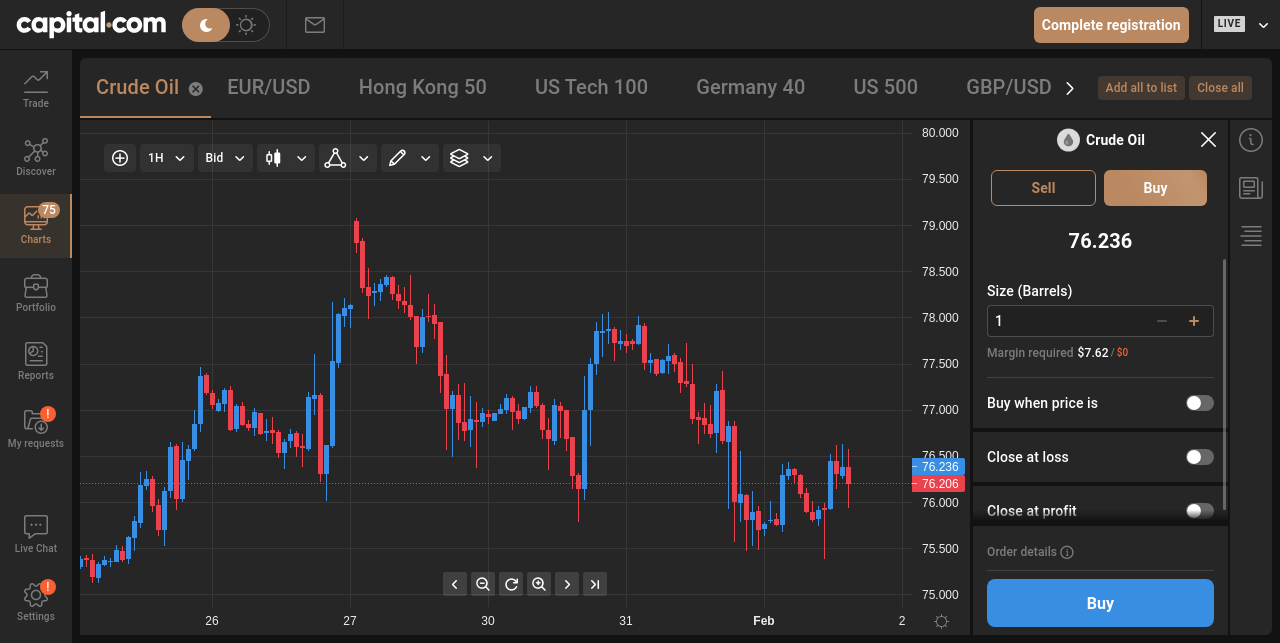 capital.com
Complete registration
LIVE
Trade
Discover
75
Charts
Portfolio
Reports
!
My requests
Live Chat
!
Settings
Crude Oil
EUR/USD
Hong Kong 50
US Tech 100
Germany 40
US 500
GBP/USD
Add all to list
Close all
1H
Bid
80.000
79.500
79.000
78.500
78.000
77.500
77.000
76.500
76.236
76.206
76.000
75.500
75.000
26
27
30
31
Feb
2
Crude Oil
Sell
Buy
76.236
Size (Barrels)
1
Margin required $7.62 / $0
Buy when price is
Close at loss
Close at profit
Order details
Buy